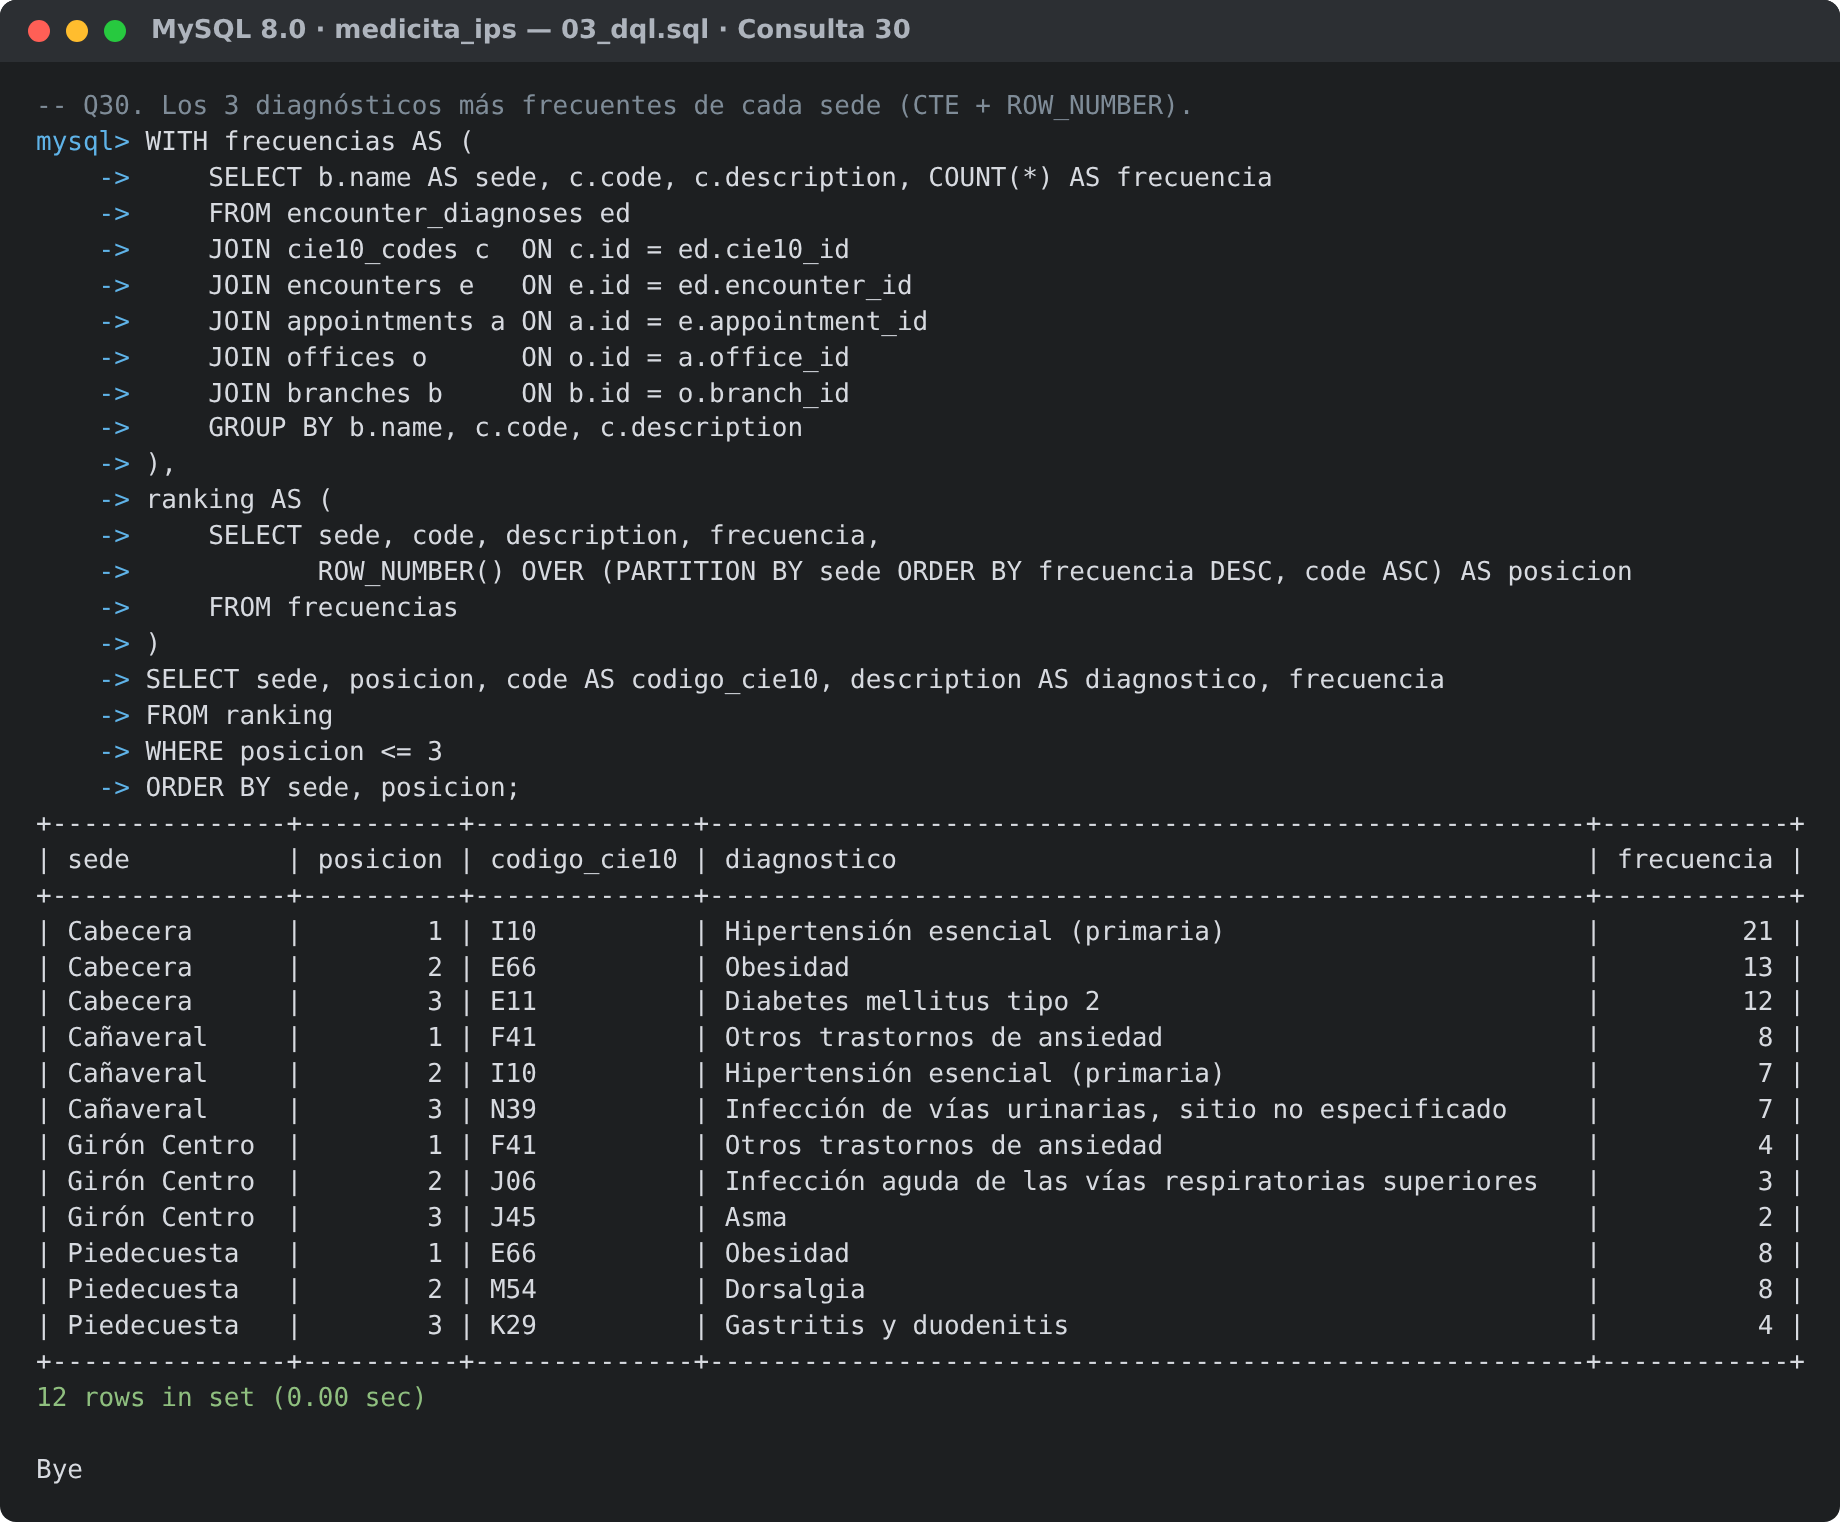 MySQL 8.0 · medicita_ips — 03_dql.sql · Consulta 30
-- Q30. Los 3 diagnósticos más frecuentes de cada sede (CTE + ROW_NUMBER).
mysql> WITH frecuencias AS (
    ->     SELECT b.name AS sede, c.code, c.description, COUNT(*) AS frecuencia
    ->     FROM encounter_diagnoses ed
    ->     JOIN cie10_codes c  ON c.id = ed.cie10_id
    ->     JOIN encounters e   ON e.id = ed.encounter_id
    ->     JOIN appointments a ON a.id = e.appointment_id
    ->     JOIN offices o      ON o.id = a.office_id
    ->     JOIN branches b     ON b.id = o.branch_id
    ->     GROUP BY b.name, c.code, c.description
    -> ),
    -> ranking AS (
    ->     SELECT sede, code, description, frecuencia,
    ->            ROW_NUMBER() OVER (PARTITION BY sede ORDER BY frecuencia DESC, code ASC) AS posicion
    ->     FROM frecuencias
    -> )
    -> SELECT sede, posicion, code AS codigo_cie10, description AS diagnostico, frecuencia
    -> FROM ranking
    -> WHERE posicion <= 3
    -> ORDER BY sede, posicion;
+---------------+----------+--------------+--------------------------------------------------------+------------+
| sede          | posicion | codigo_cie10 | diagnostico                                            | frecuencia |
+---------------+----------+--------------+--------------------------------------------------------+------------+
| Cabecera      |        1 | I10          | Hipertensión esencial (primaria)                       |         21 |
| Cabecera      |        2 | E66          | Obesidad                                               |         13 |
| Cabecera      |        3 | E11          | Diabetes mellitus tipo 2                               |         12 |
| Cañaveral     |        1 | F41          | Otros trastornos de ansiedad                           |          8 |
| Cañaveral     |        2 | I10          | Hipertensión esencial (primaria)                       |          7 |
| Cañaveral     |        3 | N39          | Infección de vías urinarias, sitio no especificado     |          7 |
| Girón Centro  |        1 | F41          | Otros trastornos de ansiedad                           |          4 |
| Girón Centro  |        2 | J06          | Infección aguda de las vías respiratorias superiores   |          3 |
| Girón Centro  |        3 | J45          | Asma                                                   |          2 |
| Piedecuesta   |        1 | E66          | Obesidad                                               |          8 |
| Piedecuesta   |        2 | M54          | Dorsalgia                                              |          8 |
| Piedecuesta   |        3 | K29          | Gastritis y duodenitis                                 |          4 |
+---------------+----------+--------------+--------------------------------------------------------+------------+
12 rows in set (0.00 sec)
Bye